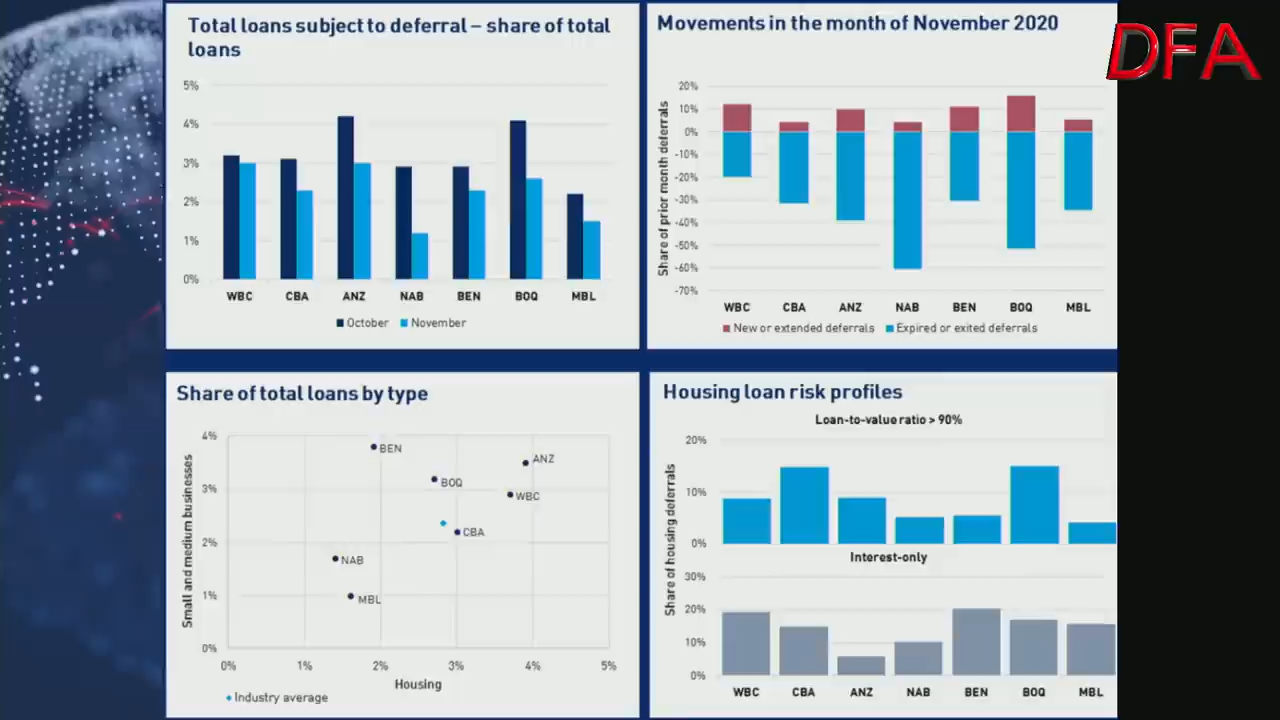 DFA
Total loans subject to deferral – share of total
loans
5%
4%
3%
2%
1%
0%
WBC CBA ANZ NAB BEN BOQ MBL
October November
Movements in the month of November 2020
Share of prior month deferrals
20%
10%
0%
-10%
-20%
-30%
-40%
-50%
-60%
-70%
WBC CBA ANZ NAB BEN BOQ MBL
New or extended deferrals Expired or exited deferrals
Share of total loans by type
Small and medium businesses
4%
3%
2%
1%
0%
BEN
ANZ
BOQ
WBC
CBA
NAB
MBL
0% 1% 2% 3% 4% 5%
Housing
Industry average
Housing loan risk profiles
Loan-to-value ratio > 90%
Share of housing deferrals
20%
10%
0%
Interest-only
30%
20%
10%
0%
WBC CBA ANZ NAB BEN BOQ MBL